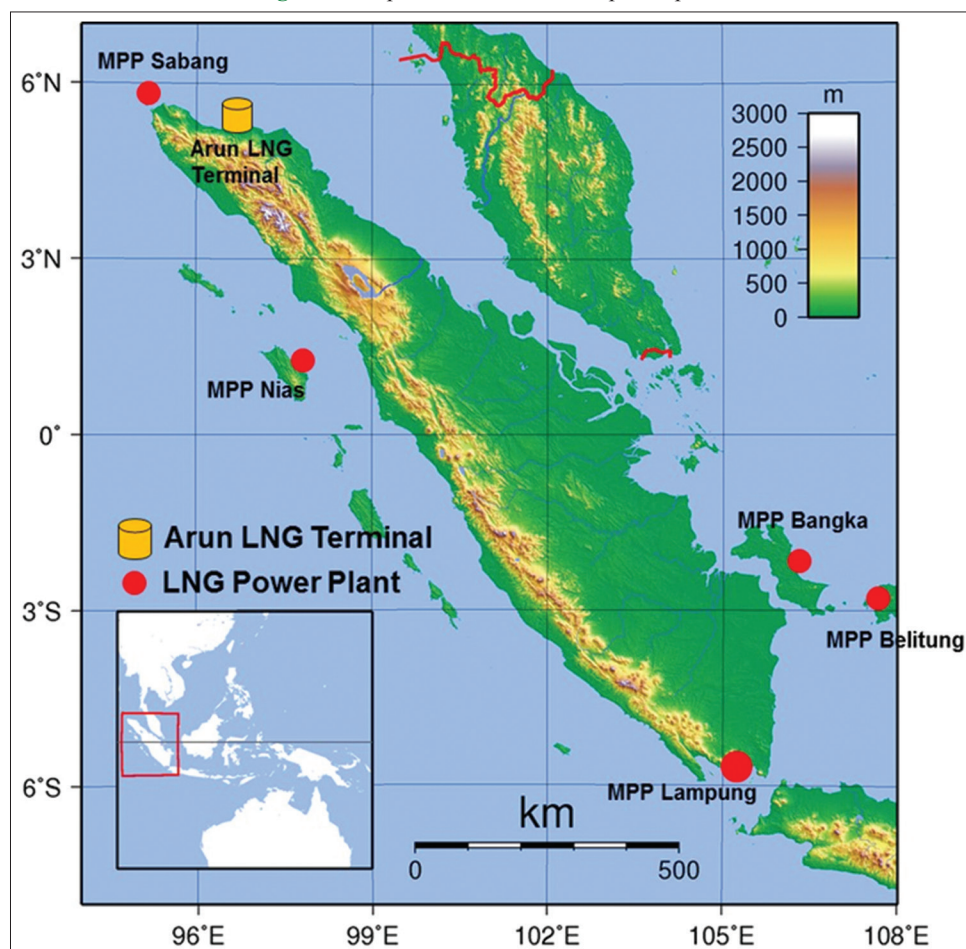 MPP Sabang
Arun LNG
Terminal
MPP Nias
MPP Bangka
MPP Belitung
MPP Lampung
Arun LNG Terminal
LNG Power Plant
m
3000
2500
2000
1500
1000
500
0
6˚N
3˚N
0˚
3˚S
6˚S
km
0
500
96˚E
99˚E
102˚E
105˚E
108˚E